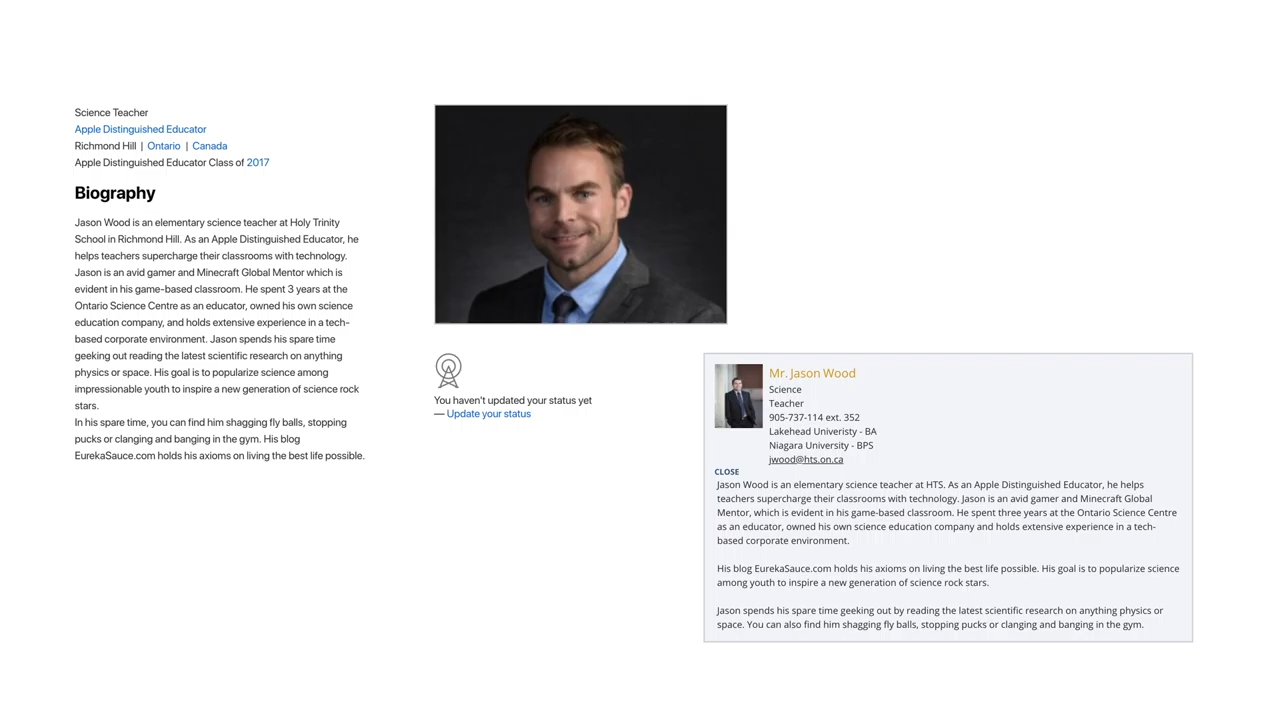 Science Teacher
Apple Distinguished Educator
Richmond Hill | Ontario | Canada
Apple Distinguished Educator Class of 2017
Biography
Jason Wood is an elementary science teacher at Holy Trinity
School in Richmond Hill. As an Apple Distinguished Educator, he
helps teachers supercharge their classrooms with technology.
Jason is an avid gamer and Minecraft Global Mentor which is
evident in his game-based classroom. He spent 3 years at the
Ontario Science Centre as an educator, owned his own science
education company, and holds extensive experience in a tech-
based corporate environment. Jason spends his spare time
geeking out reading the latest scientific research on anything
physics or space. His goal is to popularize science among
impressionable youth to inspire a new generation of science rock
stars.
In his spare time, you can find him shagging fly balls, stopping
pucks or clanging and banging in the gym. His blog
EurekaSauce.com holds his axioms on living the best life possible.
You haven't updated your status yet
— Update your status
Mr. Jason Wood
Science
Teacher
905-737-114 ext. 352
Lakehead Univeristy - BA
Niagara University - BPS
jwood@hts.on.ca
CLOSE
Jason Wood is an elementary science teacher at HTS. As an Apple Distinguished Educator, he helps
teachers supercharge their classrooms with technology. Jason is an avid gamer and Minecraft Global
Mentor, which is evident in his game-based classroom. He spent three years at the Ontario Science Centre
as an educator, owned his own science education company and holds extensive experience in a tech-
based corporate environment.
His blog EurekaSauce.com holds his axioms on living the best life possible. His goal is to popularize science
among youth to inspire a new generation of science rock stars.
Jason spends his spare time geeking out by reading the latest scientific research on anything physics or
space. You can also find him shagging fly balls, stopping pucks or clanging and banging in the gym.